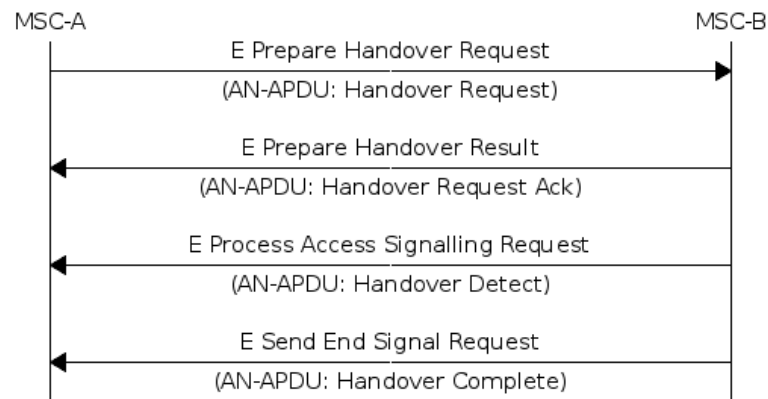 MSC-A MSC-B
E Prepare Handover Request
(AN-APDU: Handover Request)
E Prepare Handover Result
(AN-APDU: Handover Request Ack)
E Process Access Signalling Request
(AN-APDU: Handover Detect)
E Send End Signal Request
(AN-APDU: Handover Complete)